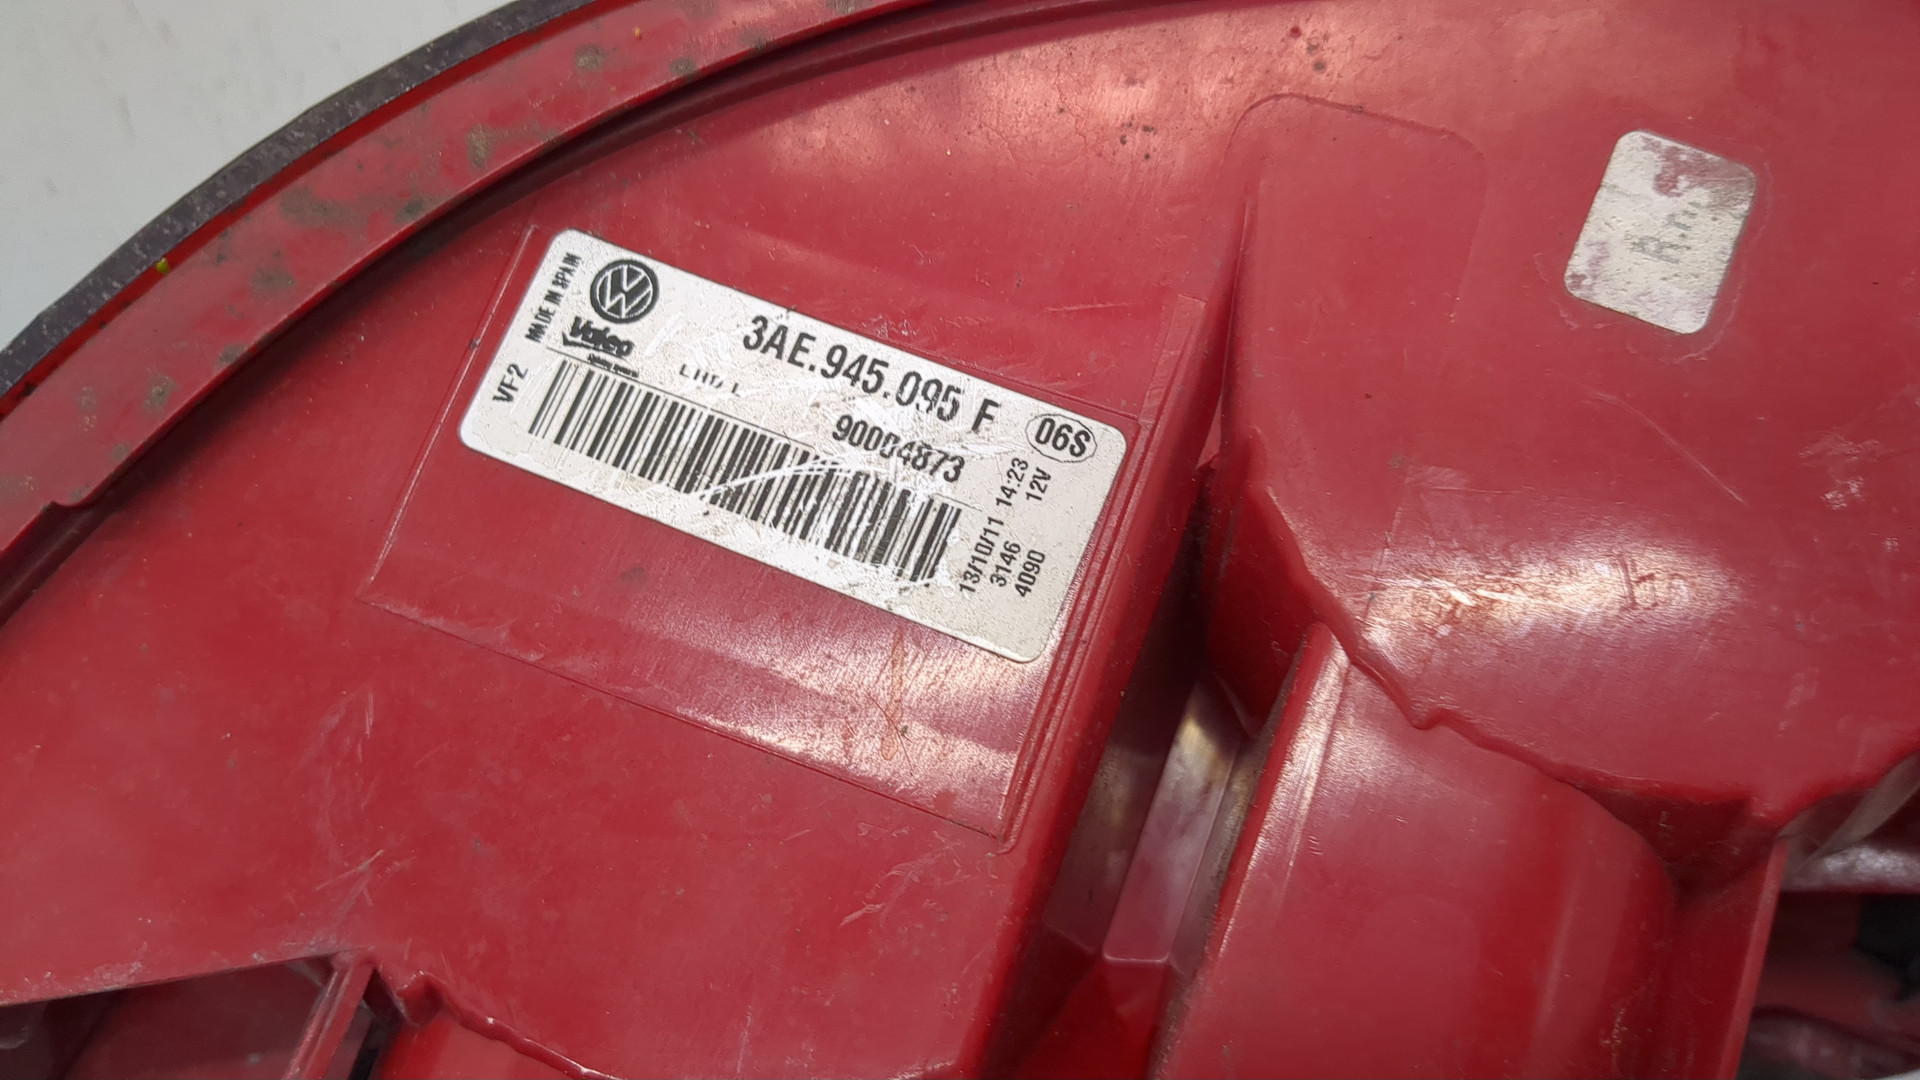 MADE IN SPAIN
Valeo
VF2
3AE.945.095 F
06S
90004873
13/10/11 14:23
3146 12V
4090